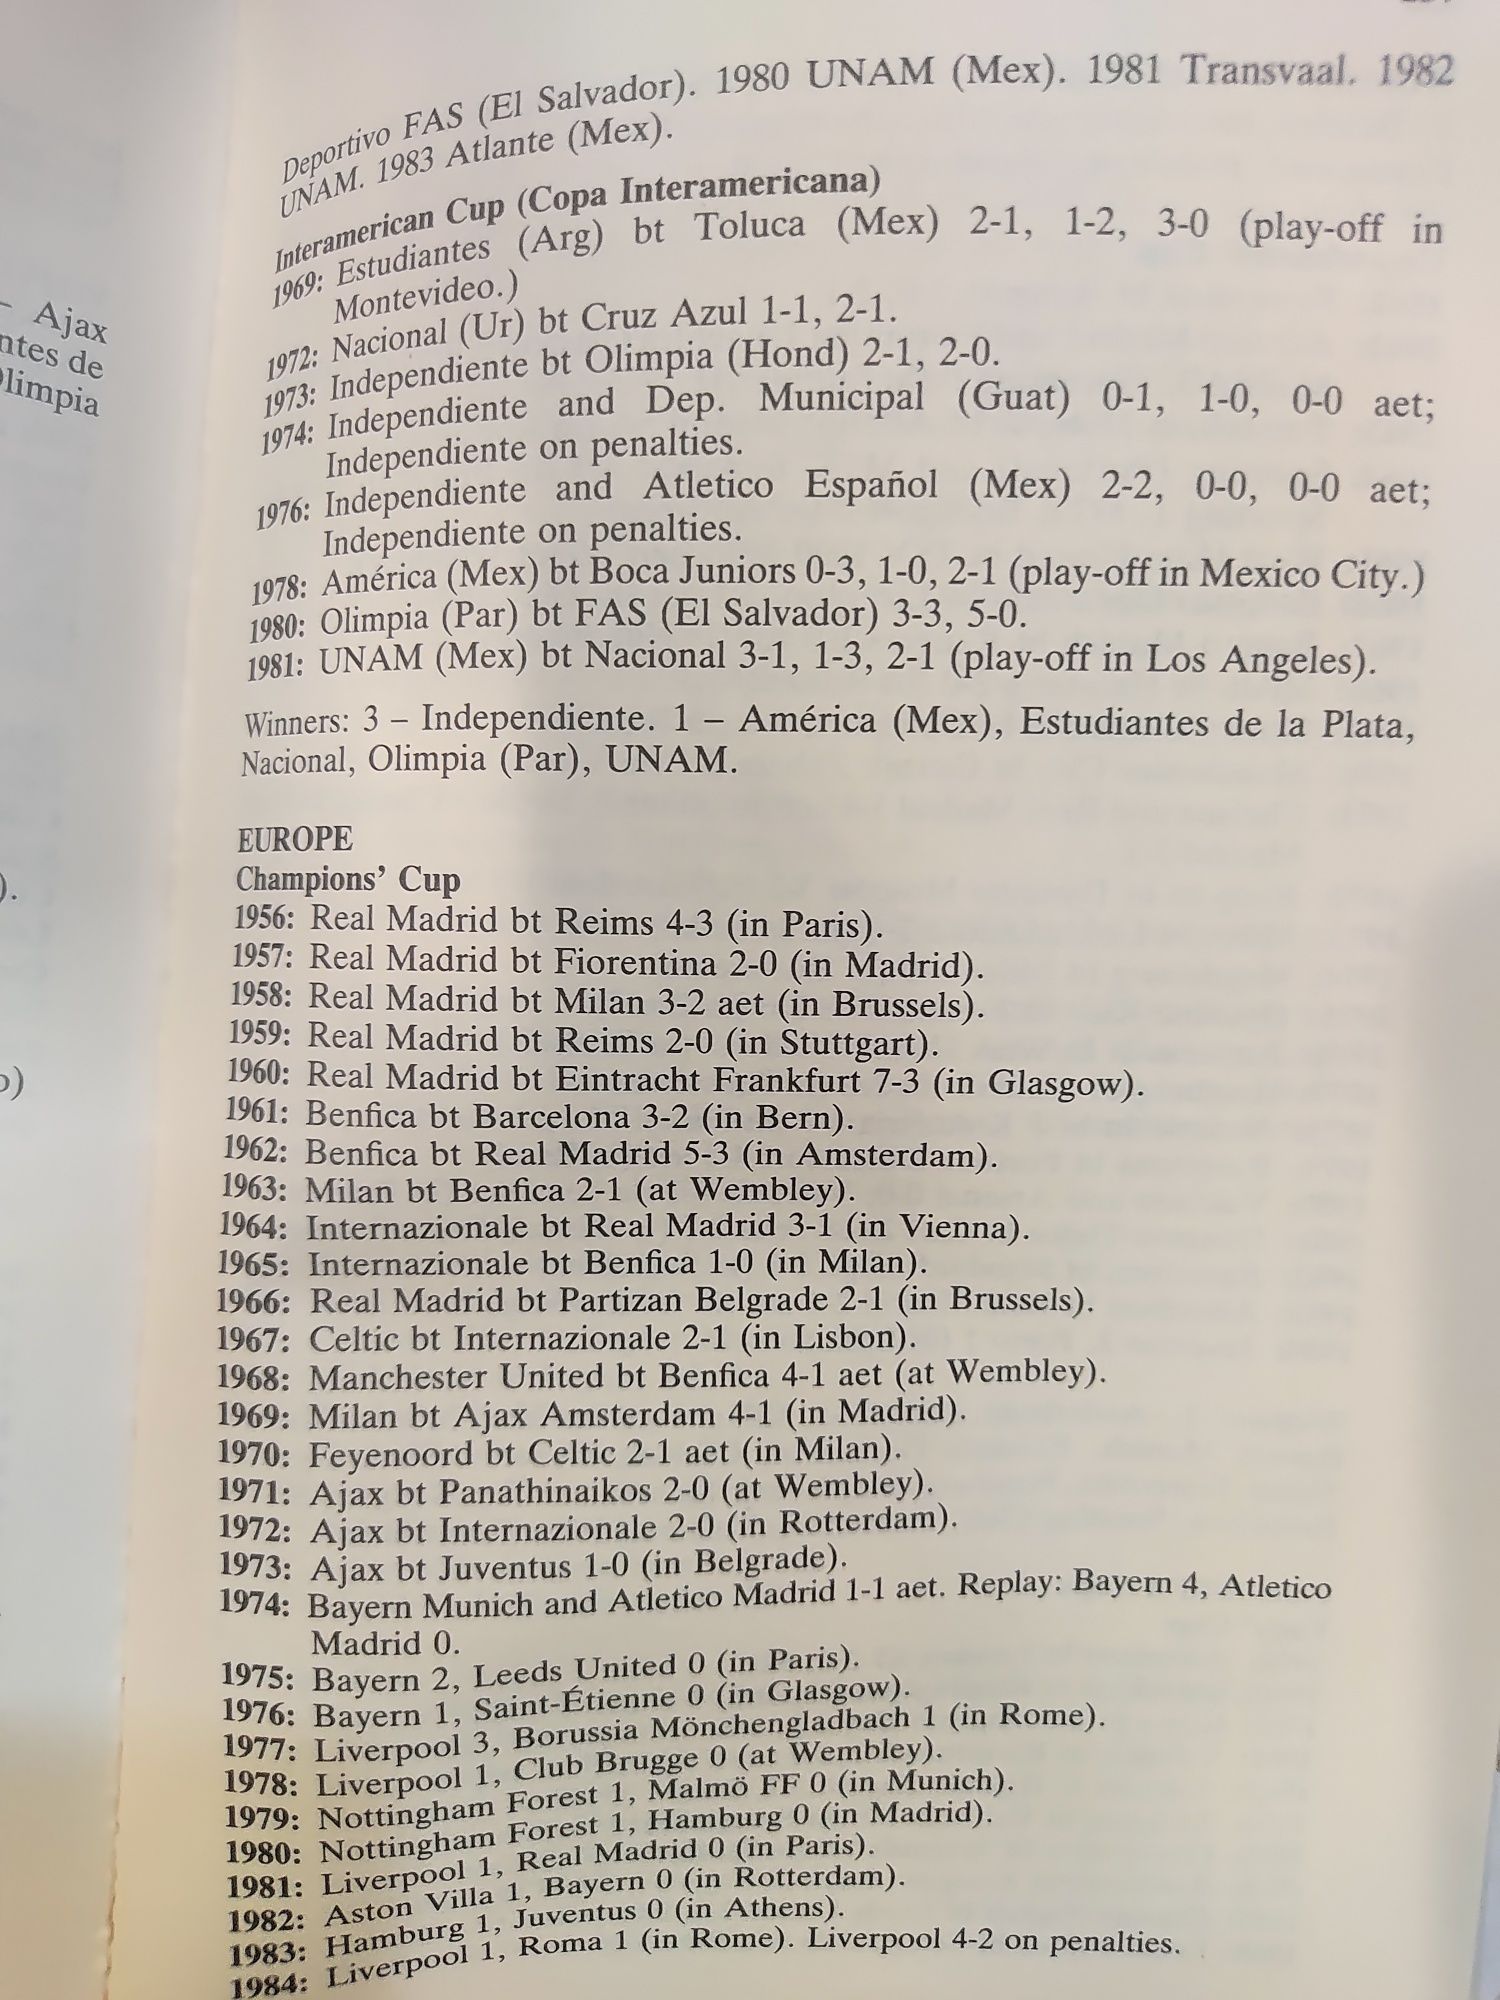 Deportivo FAS (El Salvador). 1980 UNAM (Mex). 1981 Transvaal. 1982
UNAM. 1983 Atlante (Mex).
Interamerican Cup (Copa Interamericana)
1969: Estudiantes (Arg) bt Toluca (Mex) 2-1, 1-2, 3-0 (play-off in
Montevideo.)
1972: Nacional (Ur) bt Cruz Azul 1-1, 2-1.
1973: Independiente bt Olimpia (Hond) 2-1, 2-0.
1974: Independiente and Dep. Municipal (Guat) 0-1, 1-0, 0-0 aet;
Independiente on penalties.
1976: Independiente and Atletico Español (Mex) 2-2, 0-0, 0-0 aet;
Independiente on penalties.
1978: América (Mex) bt Boca Juniors 0-3, 1-0, 2-1 (play-off in Mexico City.)
1980: Olimpia (Par) bt FAS (El Salvador) 3-3, 5-0.
1981: UNAM (Mex) bt Nacional 3-1, 1-3, 2-1 (play-off in Los Angeles).
Winners: 3 – Independiente. 1 – América (Mex), Estudiantes de la Plata,
Nacional, Olimpia (Par), UNAM.
EUROPE
Champions' Cup
1956: Real Madrid bt Reims 4-3 (in Paris).
1957: Real Madrid bt Fiorentina 2-0 (in Madrid).
1958: Real Madrid bt Milan 3-2 aet (in Brussels).
1959: Real Madrid bt Reims 2-0 (in Stuttgart).
1960: Real Madrid bt Eintracht Frankfurt 7-3 (in Glasgow).
1961: Benfica bt Barcelona 3-2 (in Bern).
1962: Benfica bt Real Madrid 5-3 (in Amsterdam).
1963: Milan bt Benfica 2-1 (at Wembley).
1964: Internazionale bt Real Madrid 3-1 (in Vienna).
1965: Internazionale bt Benfica 1-0 (in Milan).
1966: Real Madrid bt Partizan Belgrade 2-1 (in Brussels).
1967: Celtic bt Internazionale 2-1 (in Lisbon).
1968: Manchester United bt Benfica 4-1 aet (at Wembley).
1969: Milan bt Ajax Amsterdam 4-1 (in Madrid).
1970: Feyenoord bt Celtic 2-1 aet (in Milan).
1971: Ajax bt Panathinaikos 2-0 (at Wembley).
1972: Ajax bt Internazionale 2-0 (in Rotterdam).
1973: Ajax bt Juventus 1-0 (in Belgrade).
1974: Bayern Munich and Atletico Madrid 1-1 aet. Replay: Bayern 4, Atletico
Madrid 0.
1975: Bayern 2, Leeds United 0 (in Paris).
1976: Bayern 1, Saint-Étienne 0 (in Glasgow).
1977: Liverpool 3, Borussia Mönchengladbach 1 (in Rome).
1978: Liverpool 1, Club Brugge 0 (at Wembley).
1979: Nottingham Forest 1, Malmö FF 0 (in Munich).
1980: Nottingham Forest 1, Hamburg 0 (in Madrid).
1981: Liverpool 1, Real Madrid 0 (in Paris).
1982: Aston Villa 1, Bayern 0 (in Rotterdam).
1983: Hamburg 1, Juventus 0 (in Athens).
1984: Liverpool 1, Roma 1 (in Rome). Liverpool 4-2 on penalties.
– Ajax
de